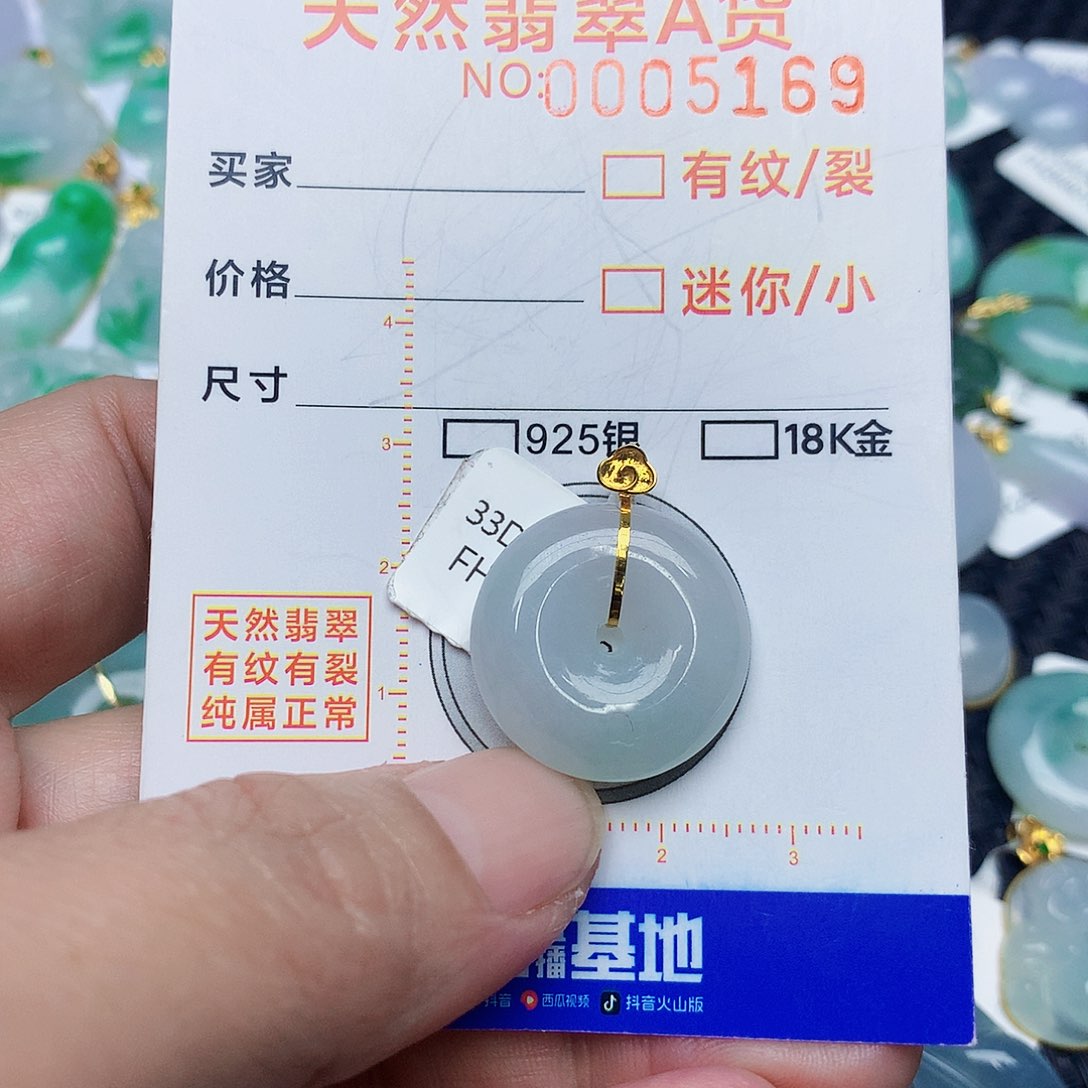 天然翡翠A货
NO:0005169
买家
有纹/裂
价格
迷你/小
尺寸
925银
18K金
4
3
2
1
33D
FH
天然翡翠
有纹有裂
纯属正常
2
3
播基地
抖音 西瓜视频 抖音火山版